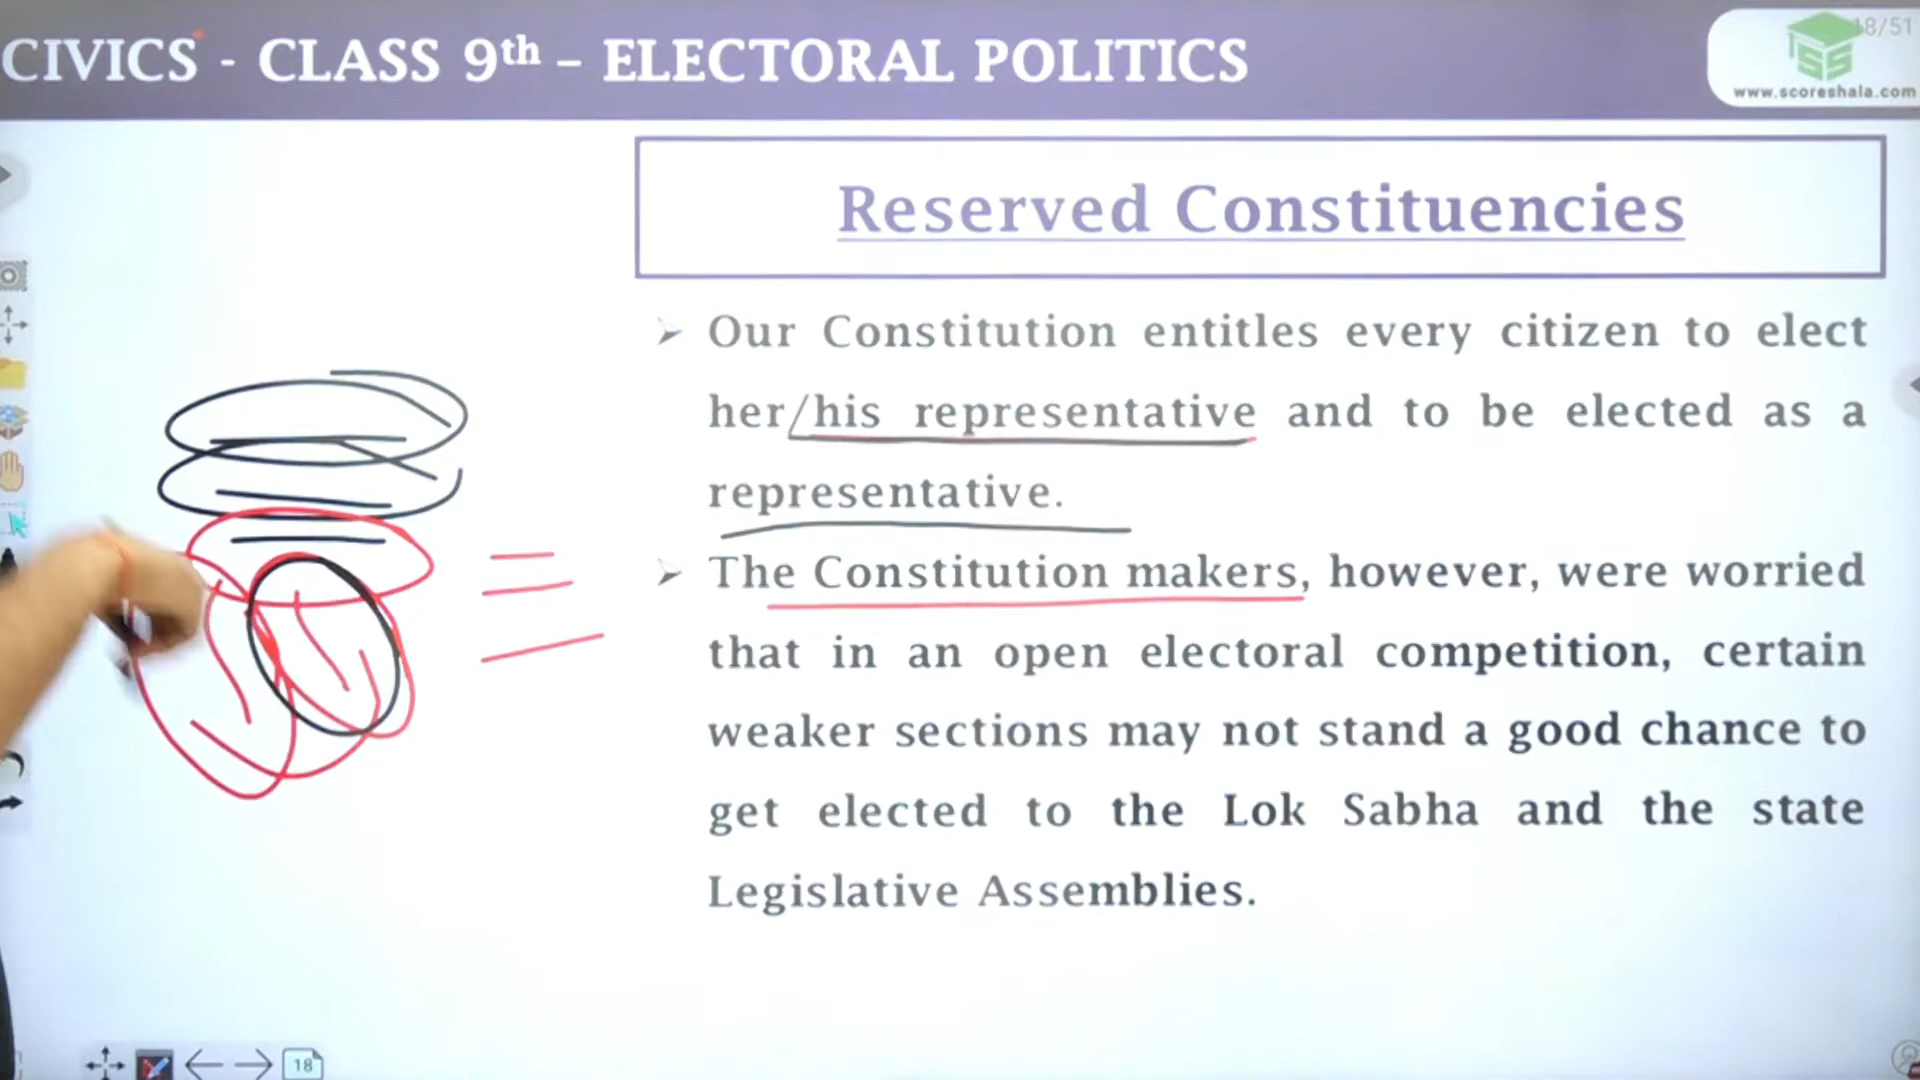 CIVICS - CLASS 9th – ELECTORAL POLITICS
18/51
SS
www.scoreshala.com
Reserved Constituencies
➢ Our Constitution entitles every citizen to elect
her/his representative and to be elected as a
representative.
➢ The Constitution makers, however, were worried
that in an open electoral competition, certain
weaker sections may not stand a good chance to
get elected to the Lok Sabha and the state
Legislative Assemblies.
18